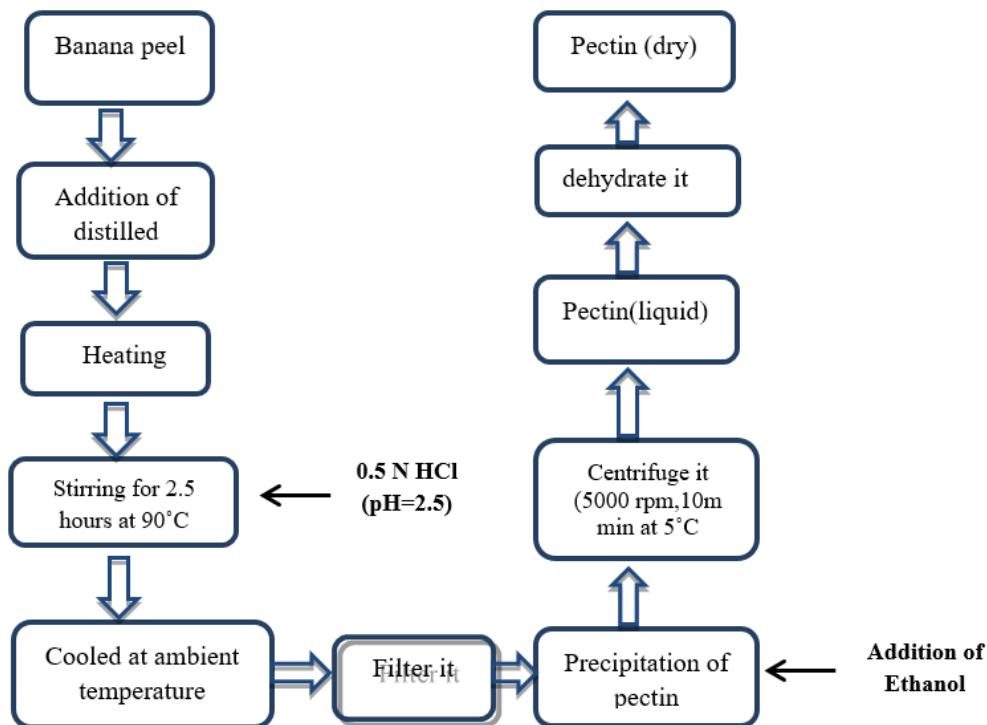 Banana peel
Addition of
distilled
Heating
Stirring for 2.5
hours at 90˚C
0.5 N HCl
(pH=2.5)
Cooled at ambient
temperature
Filter it
Precipitation of
pectin
Addition of
Ethanol
Centrifuge it
(5000 rpm,10m
min at 5˚C
Pectin(liquid)
dehydrate it
Pectin (dry)